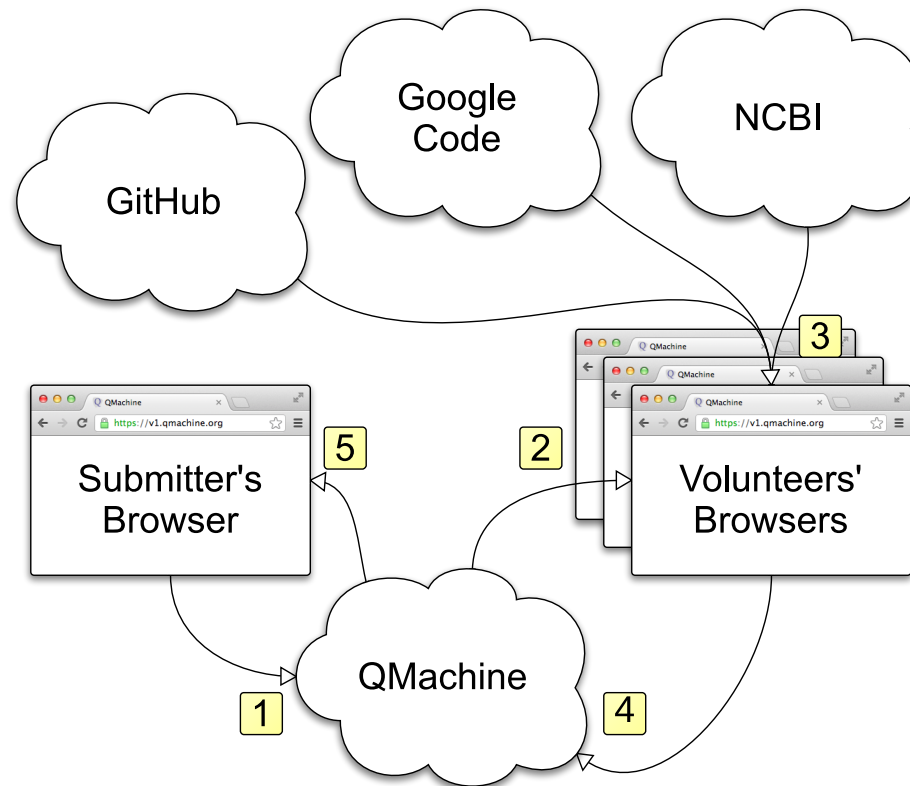 Google
Code
NCBI
GitHub
3
QMachine
QMachine
QMachine
https://v1.qmachine.org
Submitter's
Browser
5
2
QMachine
https://v1.qmachine.org
Volunteers'
Browsers
QMachine
1
4